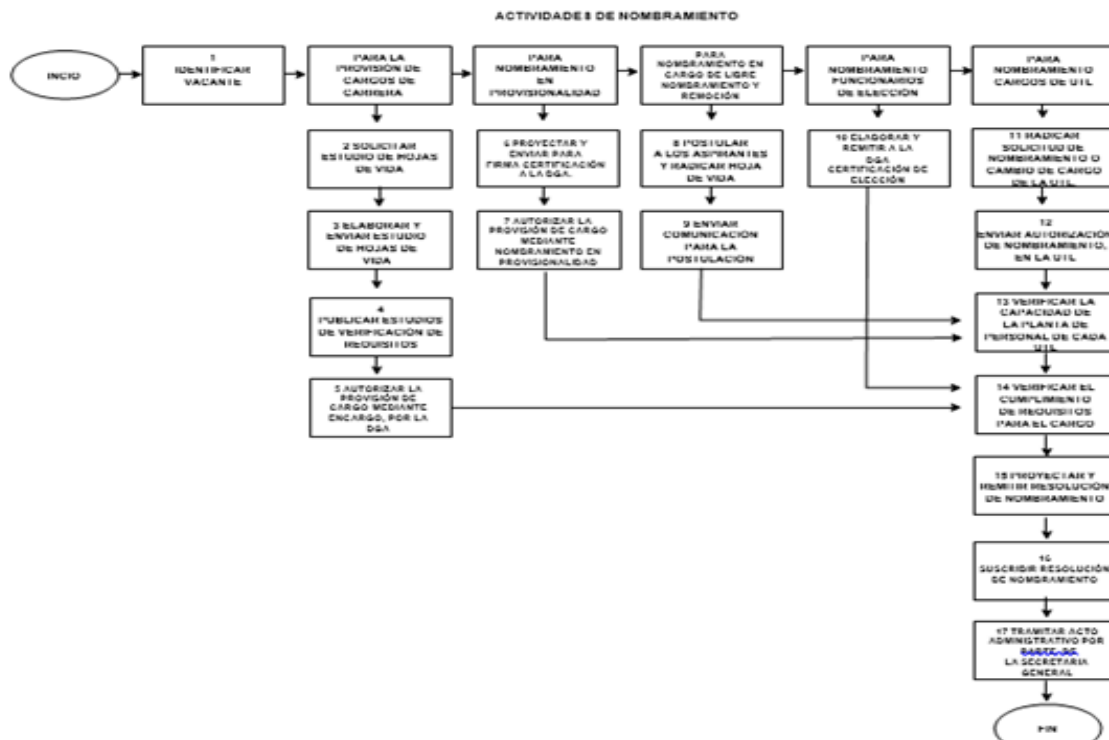 ACTIVIDADES DE NOMBRAMIENTO
INCIO
1
IDENTIFICAR
VACANTE
PARA LA
PROVISIÓN DE
CARGOS DE
CARRERA
PARA
NOMBRAMIENTO
EN
PROVISIONALIDAD
PARA
NOMBRAMIENTO EN
CARGO DE LIBRE
NOMBRAMIENTO Y
REMOCIÓN
PARA
NOMBRAMIENTO
FUNCIONARIOS
DE ELECCIÓN
PARA
NOMBRAMIENTO
CARGOS DE UTL
2 SOLICITAR
ESTUDIO DE HOJAS
DE VIDA
6 PROYECTAR Y
ENVIAR PARA
FIRMA CERTIFICACIÓN
A LA DGA.
8 POSTULAR
A LOS ASPIRANTES
Y RADICAR HOJA
DE VIDA
10 ELABORAR Y
REMITIR A LA
DGA
CERTIFICACIÓN DE
ELECCIÓN
11 RADICAR
SOLICITUD DE
NOMBRAMIENTO O
CAMBIO DE CARGO
DE LA UTL
3 ELABORAR Y
ENVIAR ESTUDIO
DE HOJAS DE
VIDA
7 AUTORIZAR LA
PROVISIÓN DE CARGO
MEDIANTE
NOMBRAMIENTO EN
PROVISIONALIDAD
9 ENVIAR
COMUNICACIÓN
PARA LA
POSTULACIÓN
12
ENVIAR AUTORIZACIÓN
DE NOMBRAMIENTO,
EN LA UTL
4
PUBLICAR ESTUDIOS
DE VERIFICACIÓN DE
REQUISITOS
13 VERIFICAR LA
CAPACIDAD DE
LA PLANTA DE
PERSONAL DE CADA
UTL
5 AUTORIZAR LA
PROVISIÓN DE
CARGO MEDIANTE
ENCARGO, POR LA
DGA
14 VERIFICAR EL
CUMPLIMIENTO
DE REQUISITOS
PARA EL CARGO
15 PROYECTAR Y
REMITIR RESOLUCIÓN
DE NOMBRAMIENTO
16
SUSCRIBIR RESOLUCIÓN
DE NOMBRAMIENTO
17 TRAMITAR ACTO
ADMINISTRATIVO POR
PARTE DE
LA SECRETARIA
GENERAL
FIN